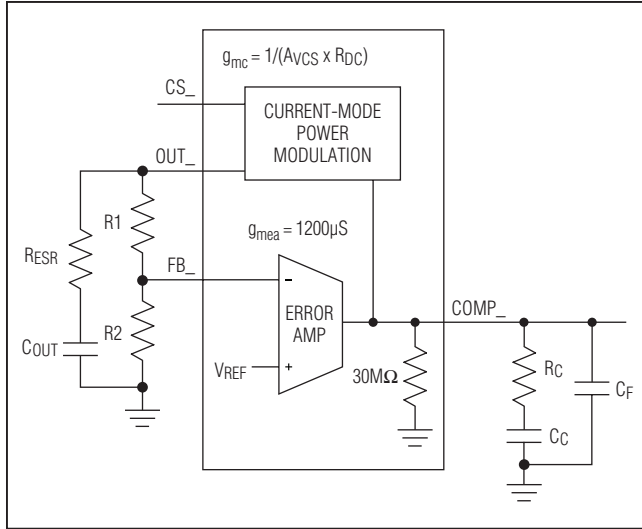 gmc = 1/(AVCS x RDC)
CS_
CURRENT-MODE
POWER
MODULATION
OUT_
R1
gmea = 1200µS
RESR
FB_
-
ERROR
AMP
COMP_
R2
COUT
VREF
+
30MΩ
RC
CF
CC